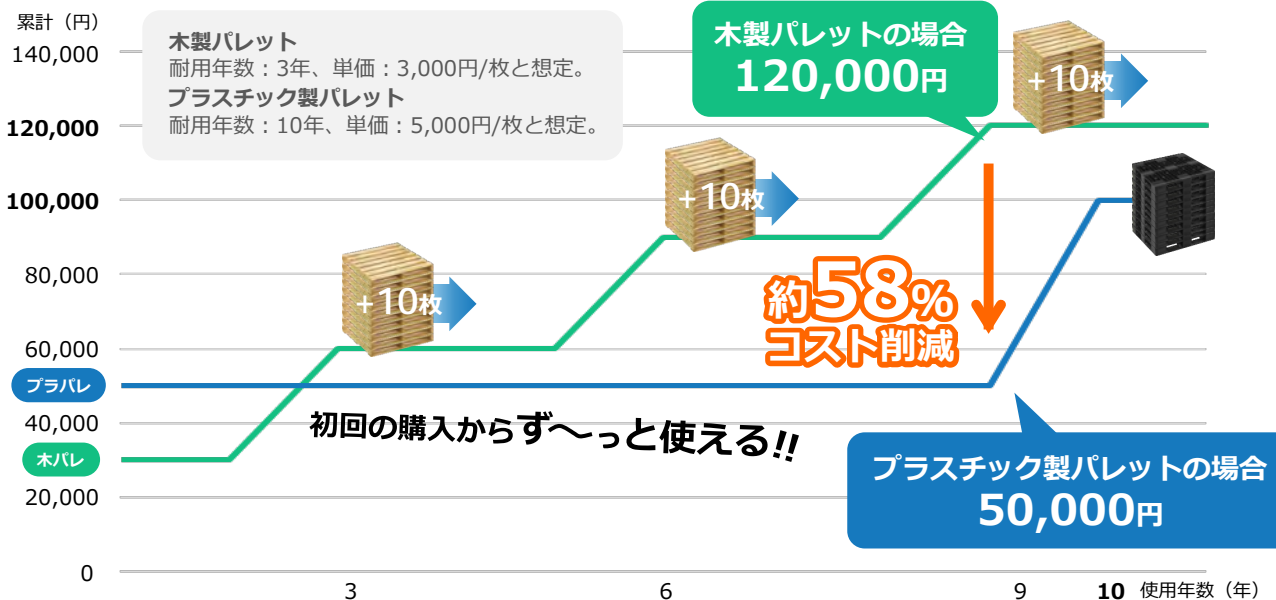 累計（円）
140,000
120,000
100,000
80,000
60,000
プラパレ
40,000
木パレ
20,000
0
木製パレット
耐用年数：3年、単価：3,000円/枚と想定。
プラスチック製パレット
耐用年数：10年、単価：5,000円/枚と想定。
木製パレットの場合
120,000円
+10枚
+10枚
+10枚
約58%
コスト削減
初回の購入からず～っと使える!!
プラスチック製パレットの場合
50,000円
3
6
9
10
使用年数（年）